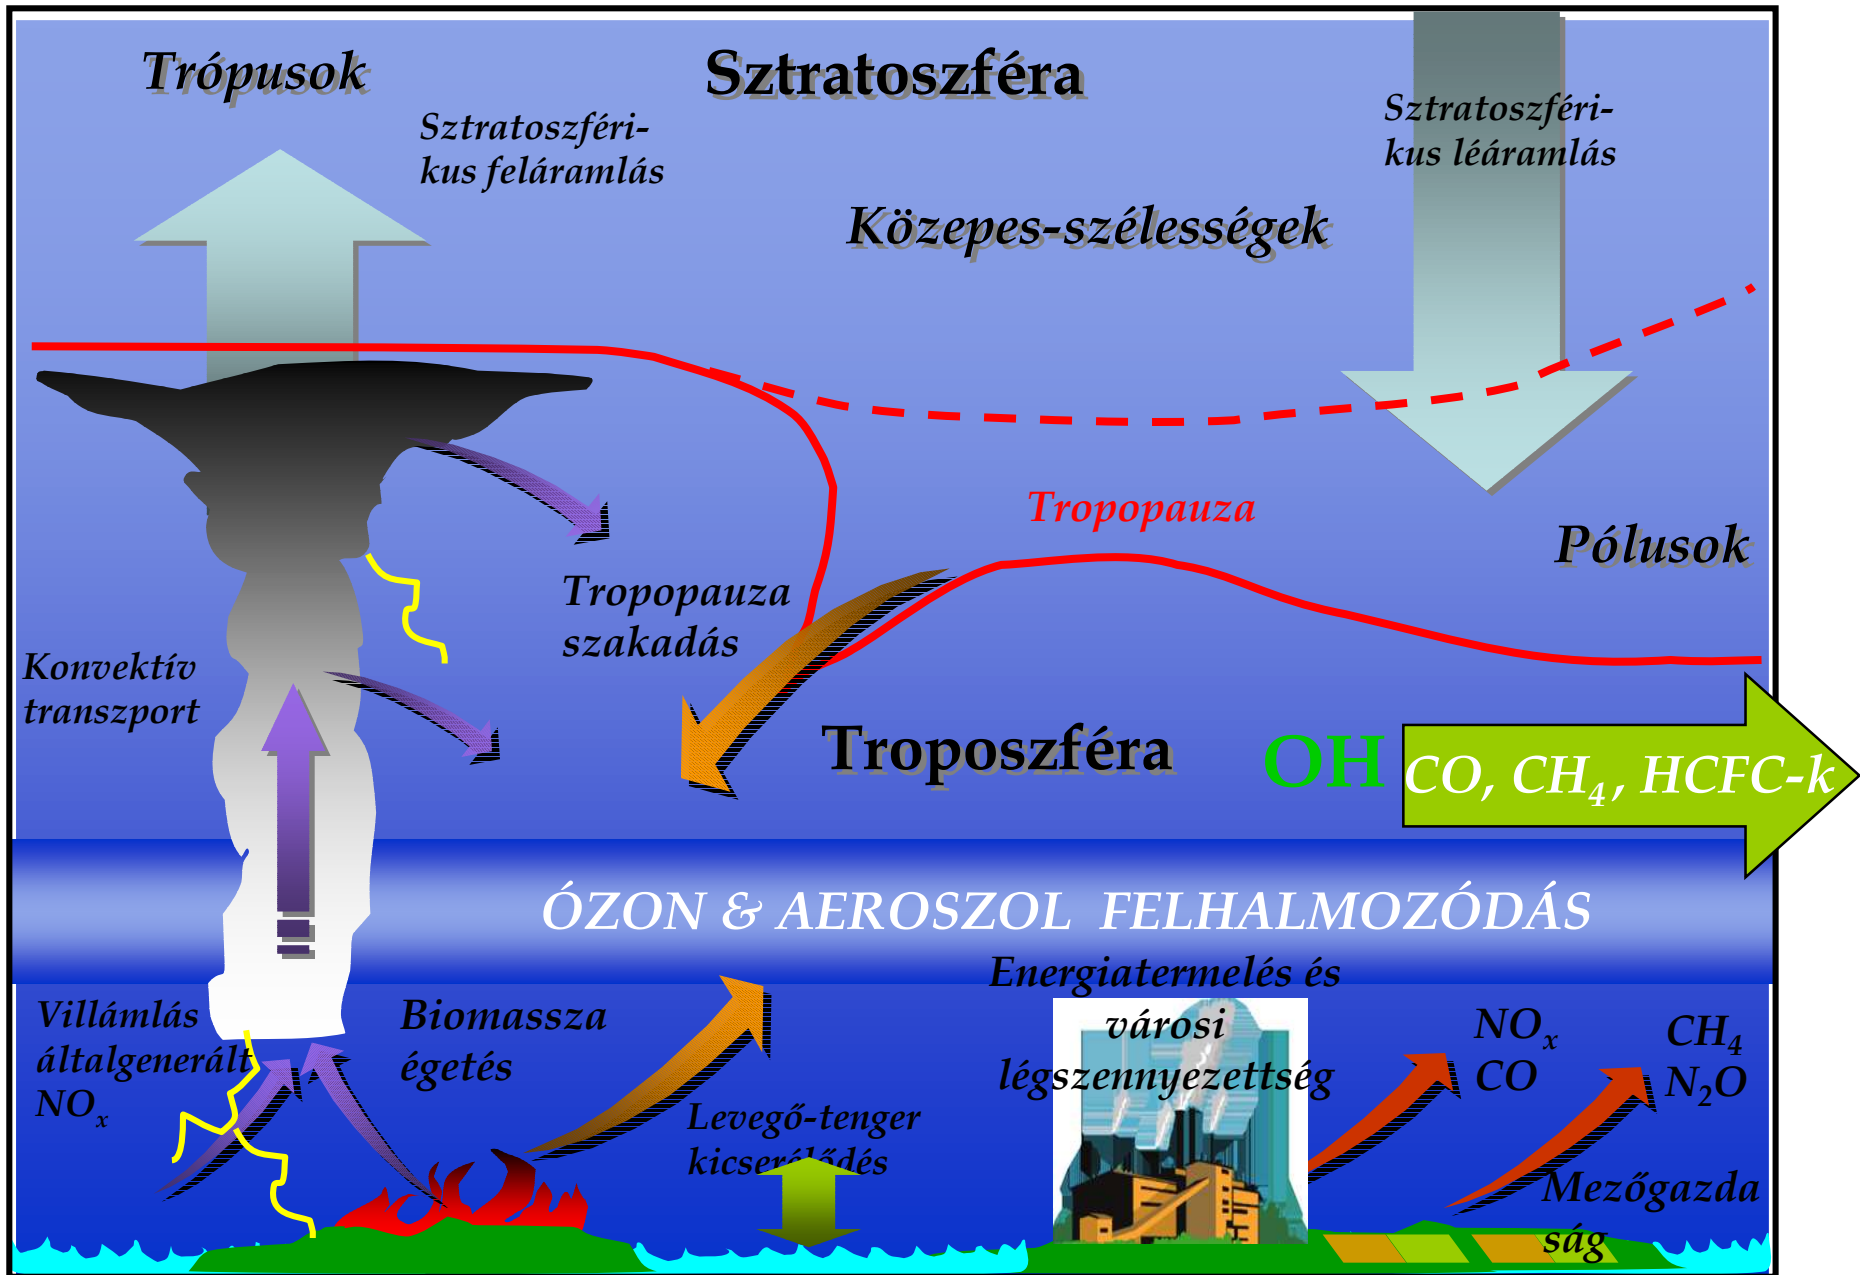 Trópusok
Sztratoszféra
Sztratoszféri-
kus feláramlás
Sztratoszféri-
kus léáramlás
Közepes-szélességek
Tropopauza
Pólusok
Tropopauza
szakadás
Konvektív
transzport
Troposzféra
OH
CO, CH₄, HCFC-k
ÓZON & AEROSZOL FELHALMOZÓDÁS
Villámlás
általgenerált
NOₓ
Biomassza
égetés
Levegő-tenger
kicserélődés
Energiatermelés és
városi
légszennyezettség
NOₓ
CO
CH₄
N₂O
Mezőgazda
ság